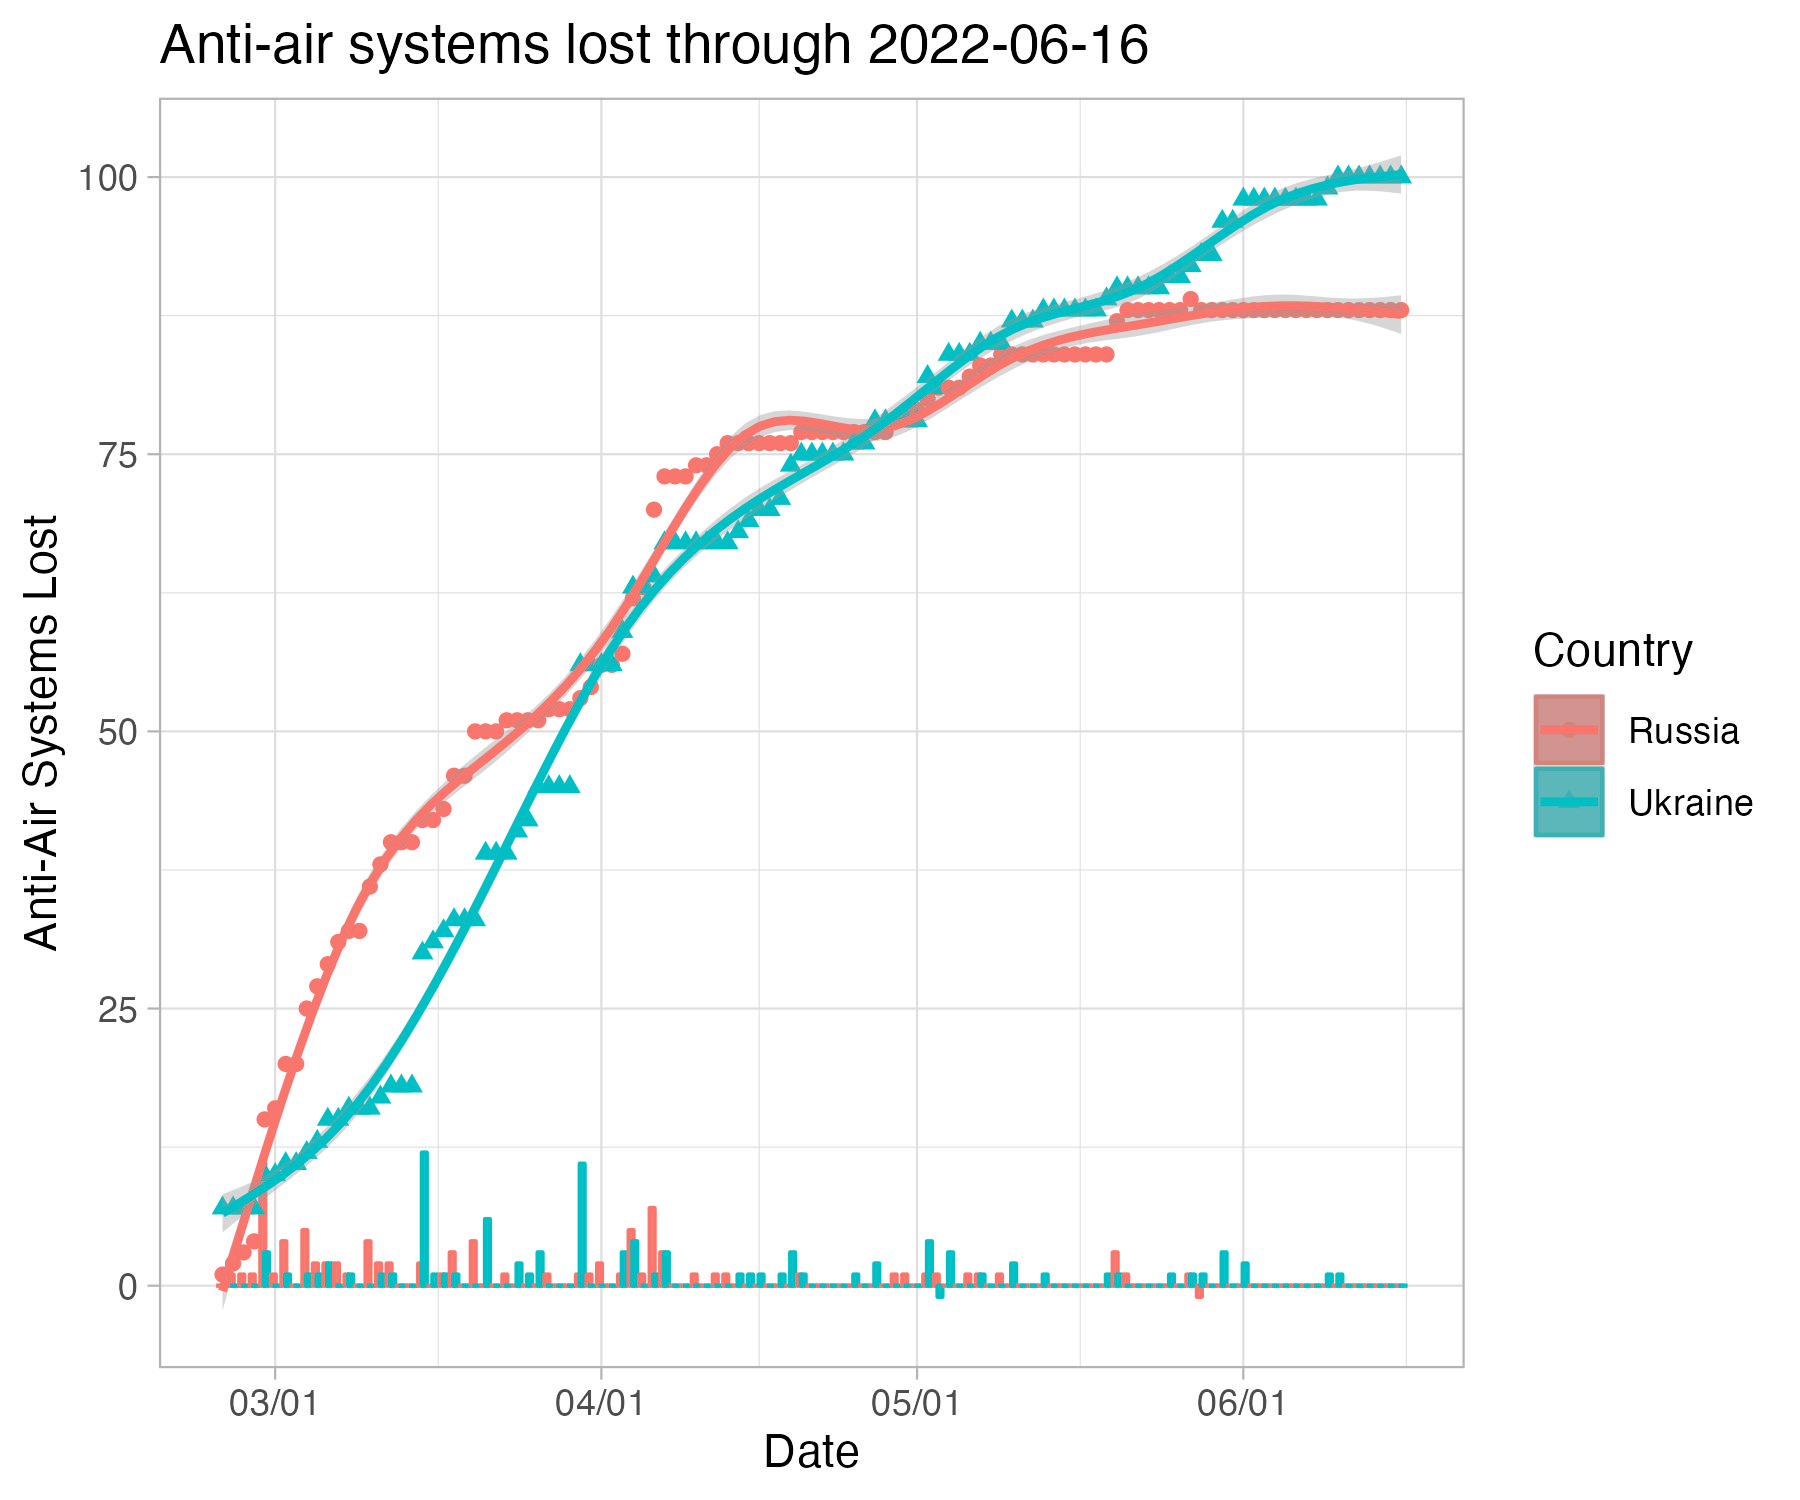 Anti-air systems lost through 2022-06-16
Anti-Air Systems Lost
100
75
50
25
0
03/01 04/01 05/01 06/01
Date
Country
Russia
Ukraine